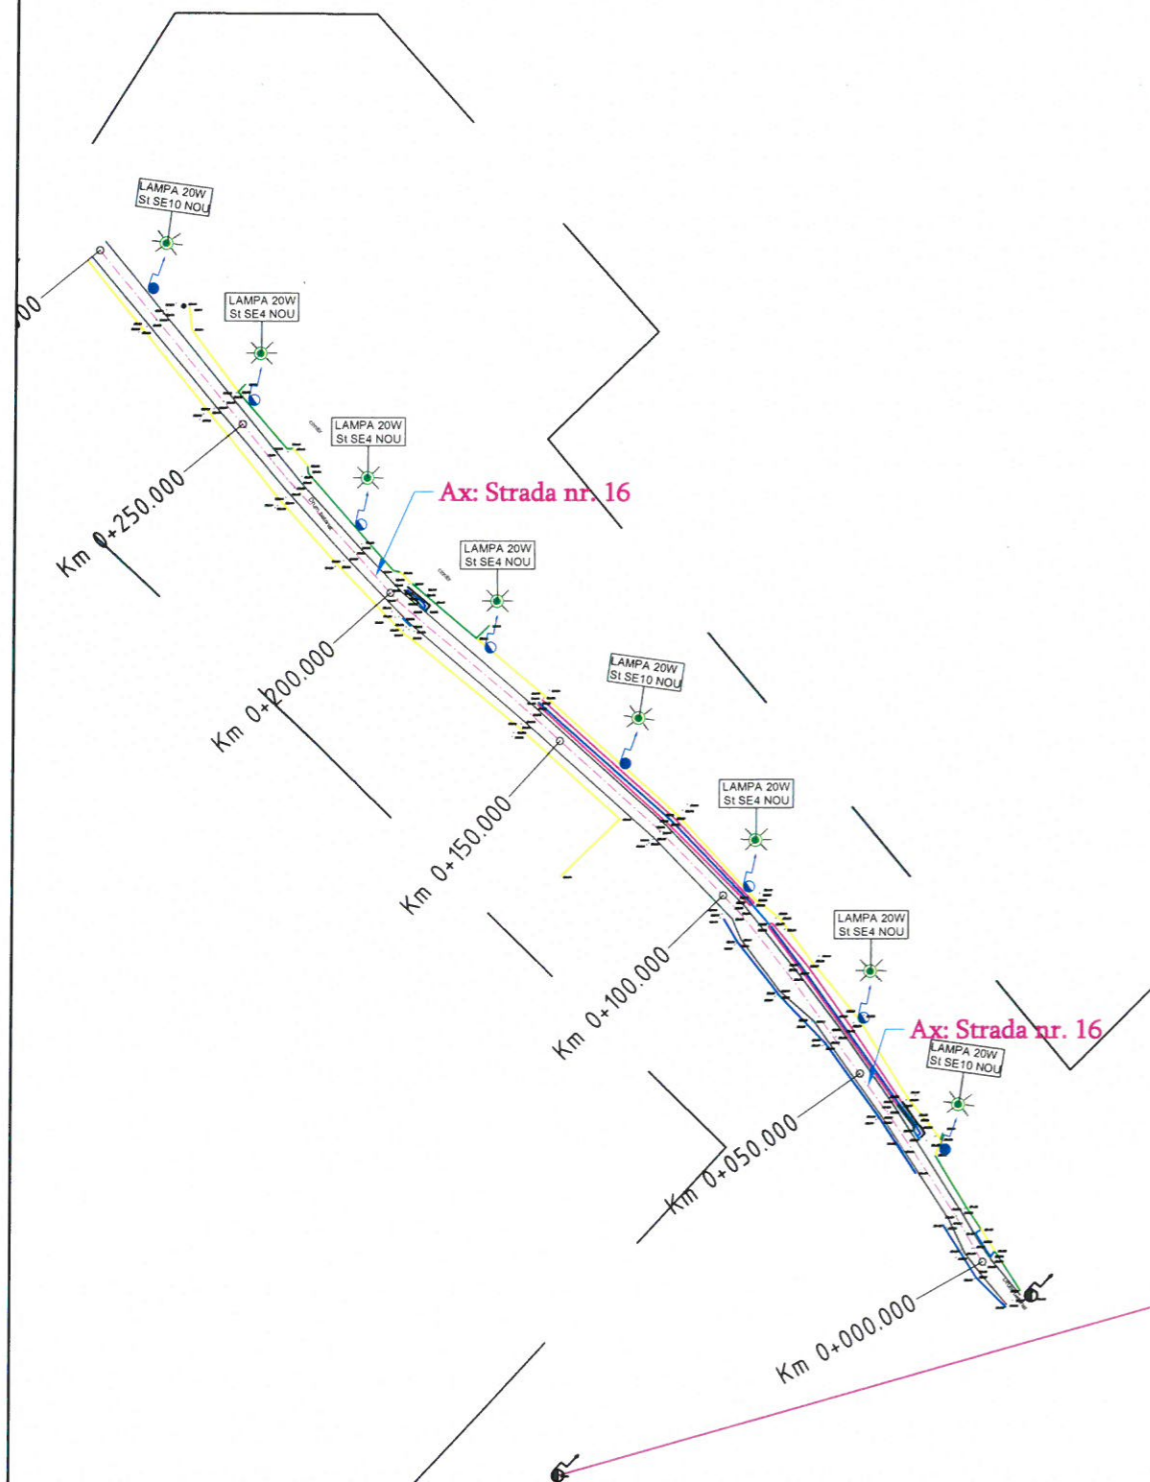 LAMPA 20W
St SE10 NOU
LAMPA 20W
St SE4 NOU
00
LAMPA 20W
St SE4 NOU
Ax: Strada nr. 16
Km 0+250.000
LAMPA 20W
St SE4 NOU
Km 0+200.000
LAMPA 20W
St SE10 NOU
LAMPA 20W
St SE4 NOU
Km 0+150.000
LAMPA 20W
St SE4 NOU
Km 0+100.000
Ax: Strada nr. 16
LAMPA 20W
St SE10 NOU
Km 0+050.000
Km 0+000.000